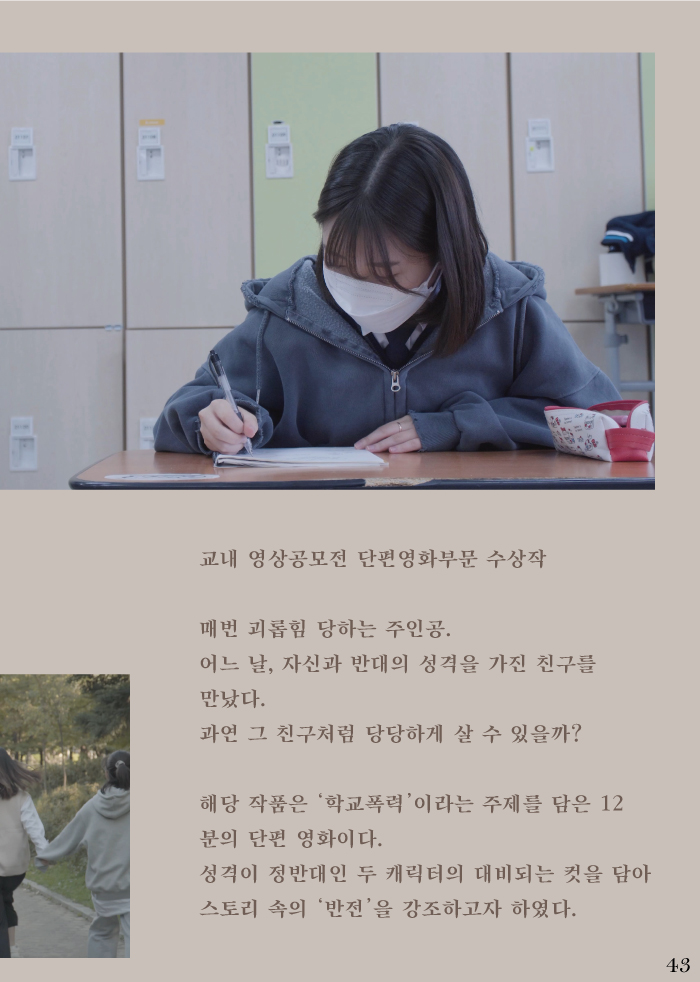 교내 영상공모전 단편영화부문 수상작
매번 괴롭힘 당하는 주인공.
어느 날, 자신과 반대의 성격을 가진 친구를
만났다.
과연 그 친구처럼 당당하게 살 수 있을까?
해당 작품은 ‘학교폭력’이라는 주제를 담은 12
분의 단편 영화이다.
성격이 정반대인 두 캐릭터의 대비되는 컷을 담아
스토리 속의 ‘반전’을 강조하고자 하였다.
43